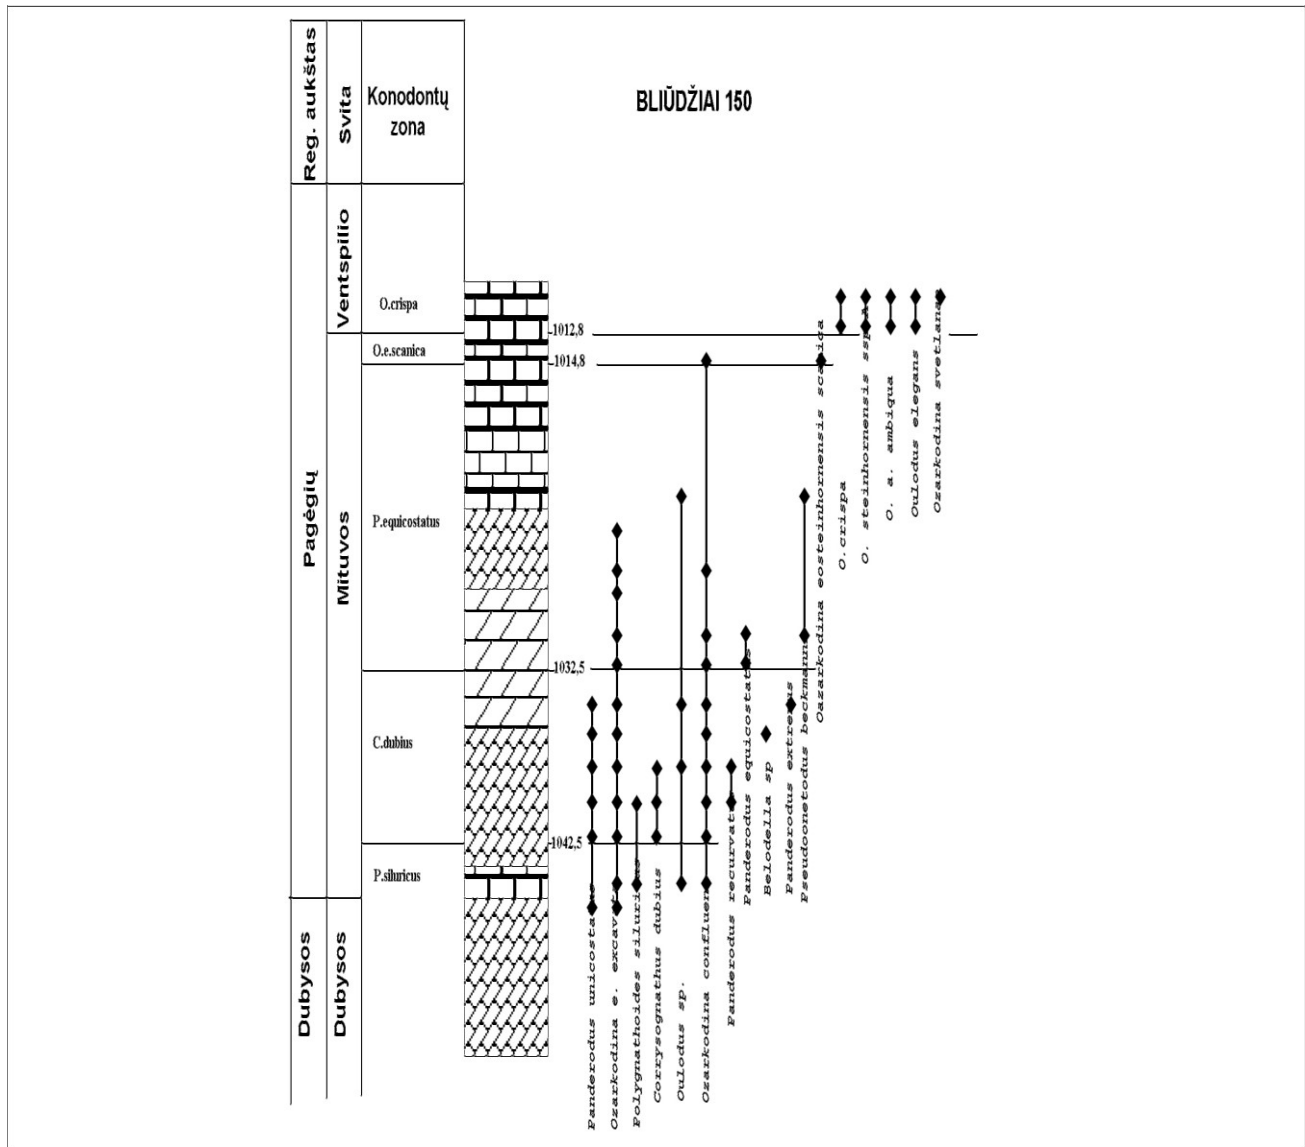 Reg. aukštas
Svita
Konodontų
zona
BLIŪDŽIAI 150
Pagėgių
Dubysos
Ventspilio
Mituvos
Dubysos
O.crispa
O.e.scanica
P.equicostatus
C.dubius
P.siluricus
1012,8
1014,8
1032,5
1042,5
Panderodus unicostatus
Ozarkodina e. excavata
Polygnathoides siluricus
Corrysognathus dubius
Oulodus sp.
Ozarkodina confluens
Panderodus recurvatus
Panderodus equicostatus
Belodella sp
Panderodus extremus
Pseudoonetodus beckmanni
Oazarkodina eosteinhornensis scanica
O.crispa
O. steinhornensis ssp.
O. a. ambiqua
Oulodus elegans
Ozarkodina svetlanae